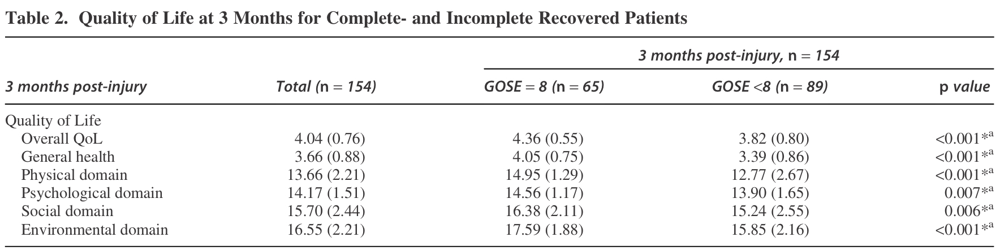 Table 2. Quality of Life at 3 Months for Complete- and Incomplete Recovered Patients
3 months post-injury, n = 154
3 months post-injury Total (n = 154) GOSE = 8 (n = 65) GOSE <8 (n = 89) p value
Quality of Life
Overall QoL 4.04 (0.76) 4.36 (0.55) 3.82 (0.80) <0.001*a
General health 3.66 (0.88) 4.05 (0.75) 3.39 (0.86) <0.001*a
Physical domain 13.66 (2.21) 14.95 (1.29) 12.77 (2.67) <0.001*a
Psychological domain 14.17 (1.51) 14.56 (1.17) 13.90 (1.65) 0.007*a
Social domain 15.70 (2.44) 16.38 (2.11) 15.24 (2.55) 0.006*a
Environmental domain 16.55 (2.21) 17.59 (1.88) 15.85 (2.16) <0.001*a